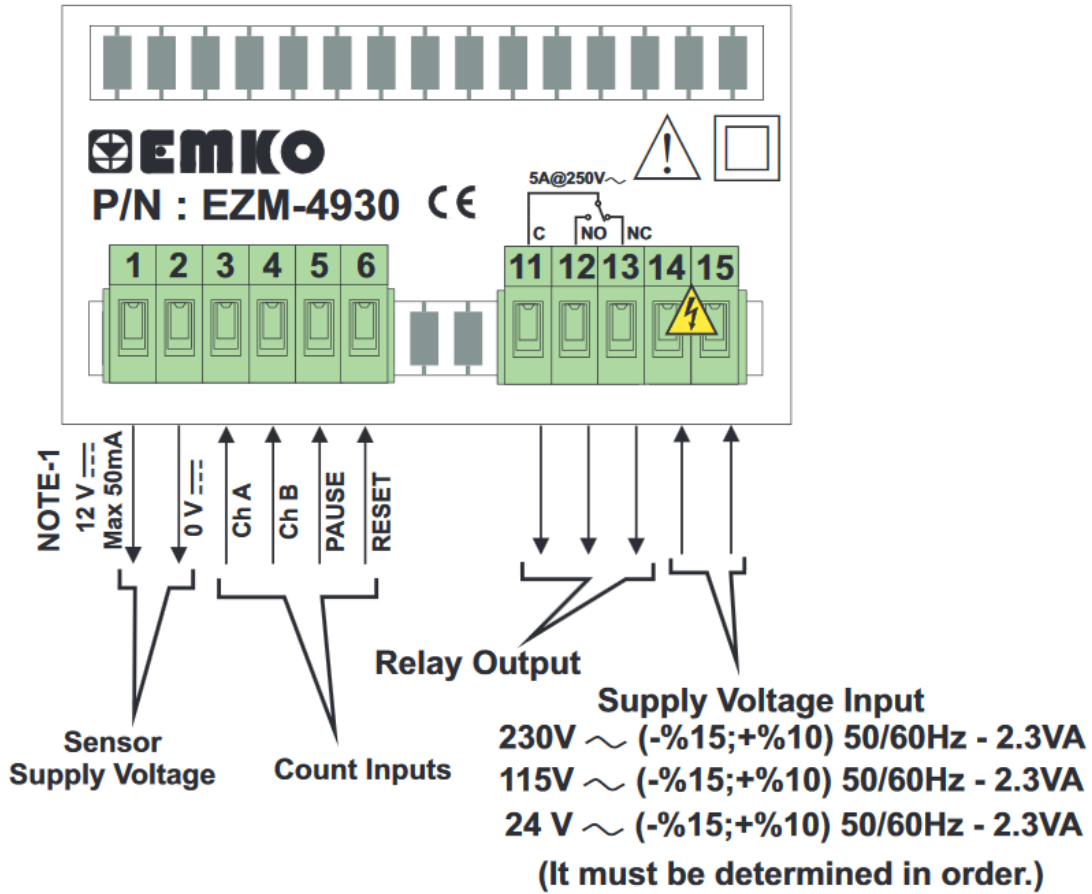 EMKO
P/N : EZM-4930 CE
5A@250V~
C NO NC
1 2 3 4 5 6
11 12 13 14 15
NOTE-1
12 V
Max 50mA
0 V
Ch A
Ch B
PAUSE
RESET
Sensor
Supply Voltage
Count Inputs
Relay Output
Supply Voltage Input
230V ~ (-%15;+%10) 50/60Hz - 2.3VA
115V ~ (-%15;+%10) 50/60Hz - 2.3VA
24 V ~ (-%15;+%10) 50/60Hz - 2.3VA
(It must be determined in order.)